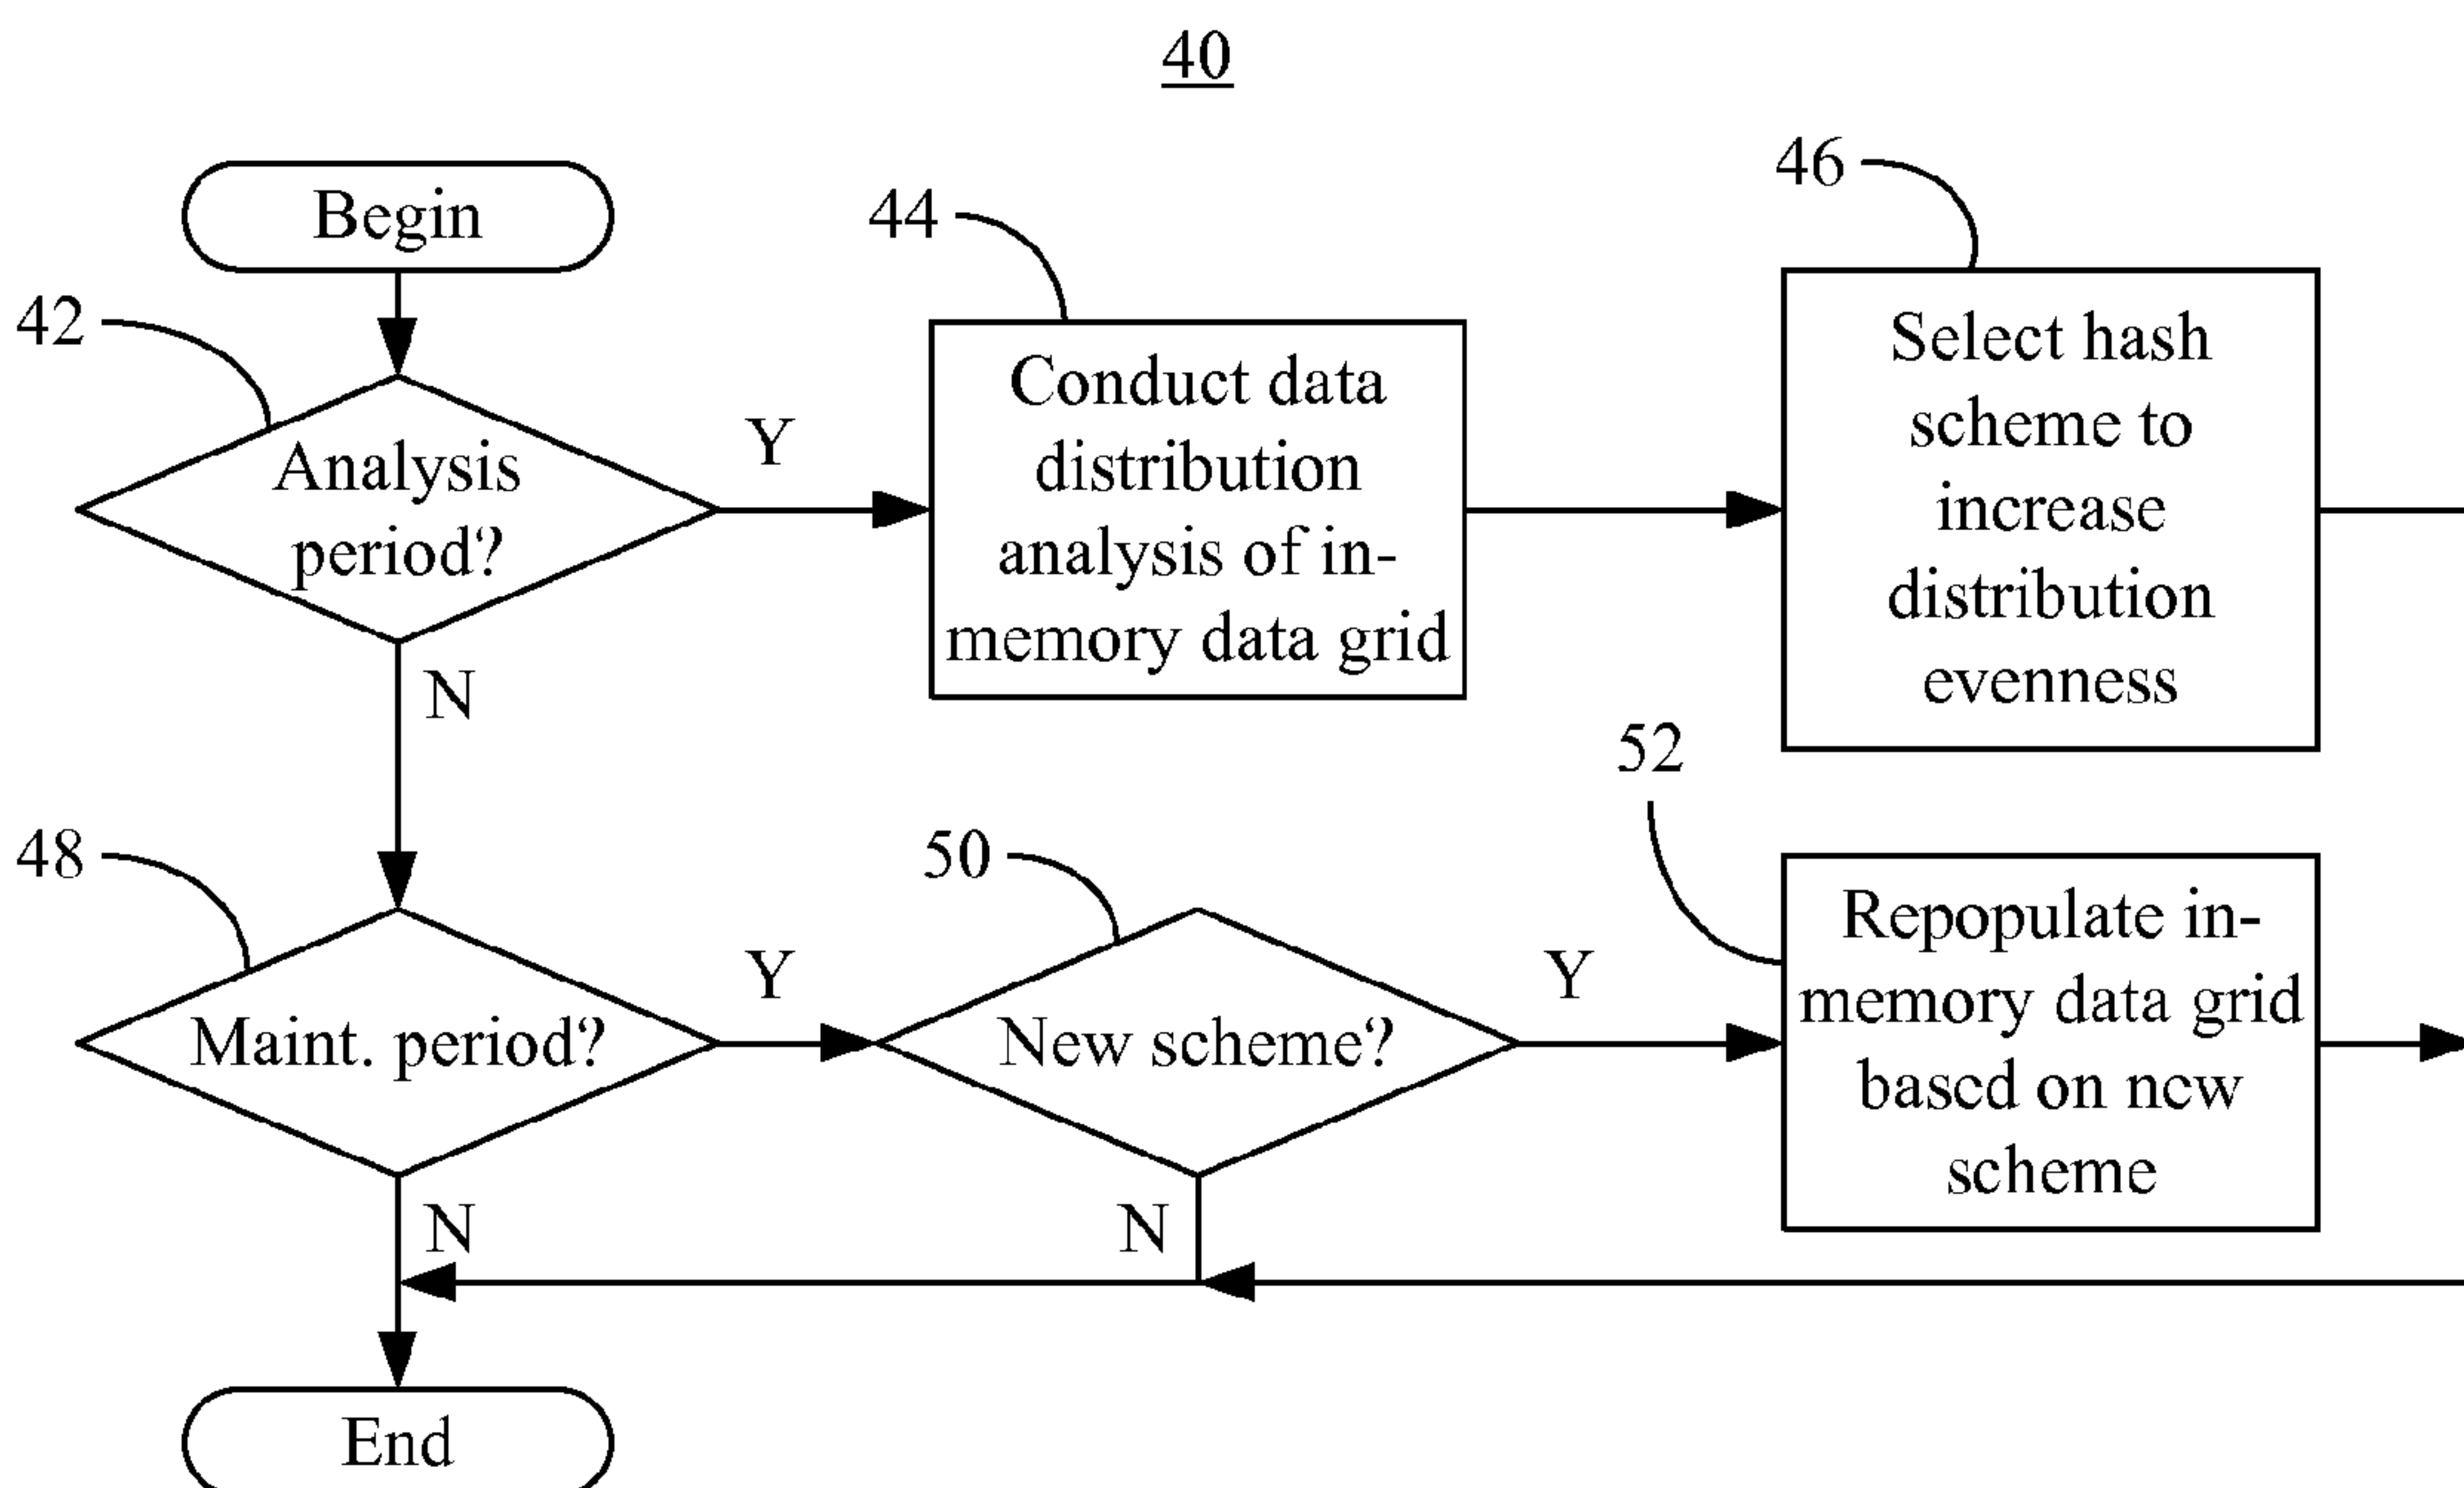 40
Begin
42
Analysis
period?
Y
N
44
Conduct data
distribution
analysis of in-
memory data grid
46
Select hash
scheme to
increase
distribution
evenness
48
Maint. period?
Y
N
50
New scheme?
Y
N
52
Repopulate in-
memory data grid
based on new
scheme
End